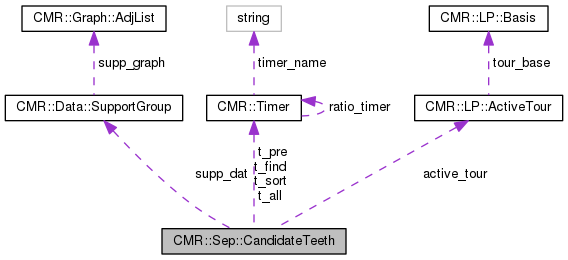 CMR::Graph::AdjList
string
CMR::LP::Basis
supp_graph
timer_name
tour_base
CMR::Data::SupportGroup
CMR::Timer
ratio_timer
CMR::LP::ActiveTour
supp_dat
t_pre
t_find
t_sort
t_all
active_tour
CMR::Sep::CandidateTeeth